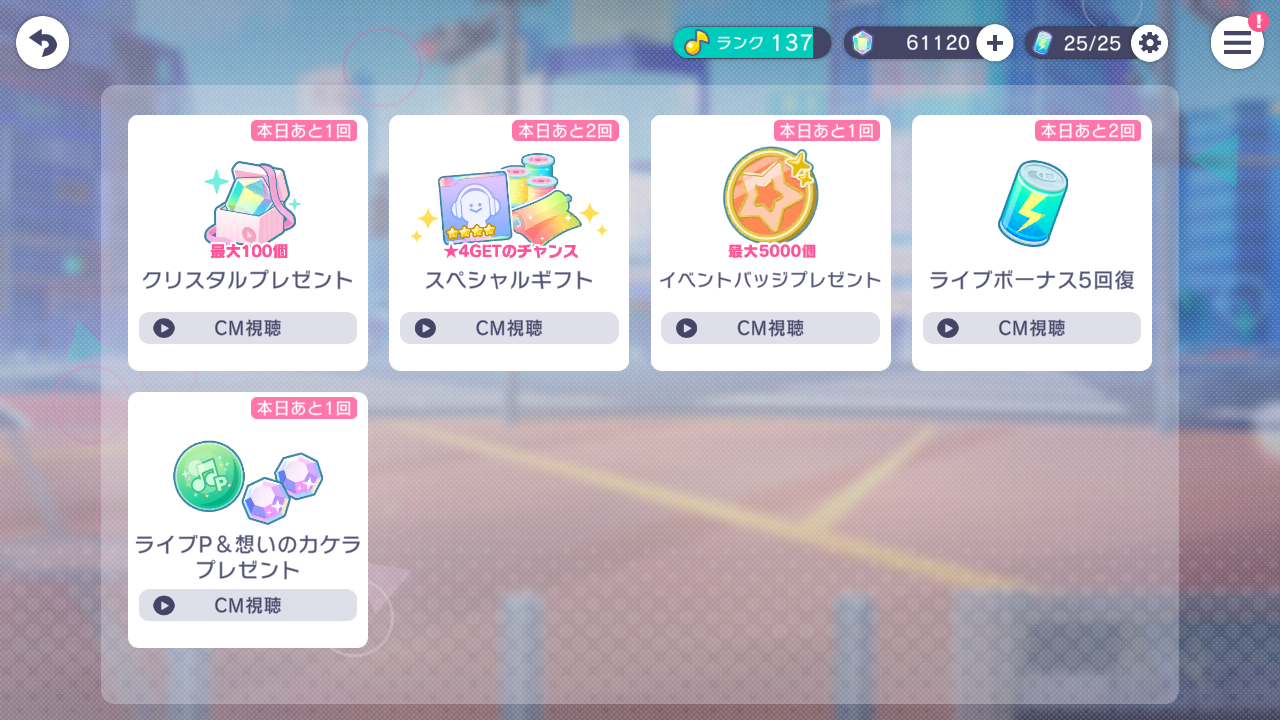 ランク 137
61120
25/25
本日あと1回
最大100個
クリスタルプレゼント
CM視聴
本日あと2回
★4GETのチャンス
スペシャルギフト
CM視聴
本日あと1回
最大5000個
イベントバッジプレゼント
CM視聴
本日あと2回
ライブボーナス5回復
CM視聴
本日あと1回
P
ライブP＆想いのカケラ
プレゼント
CM視聴